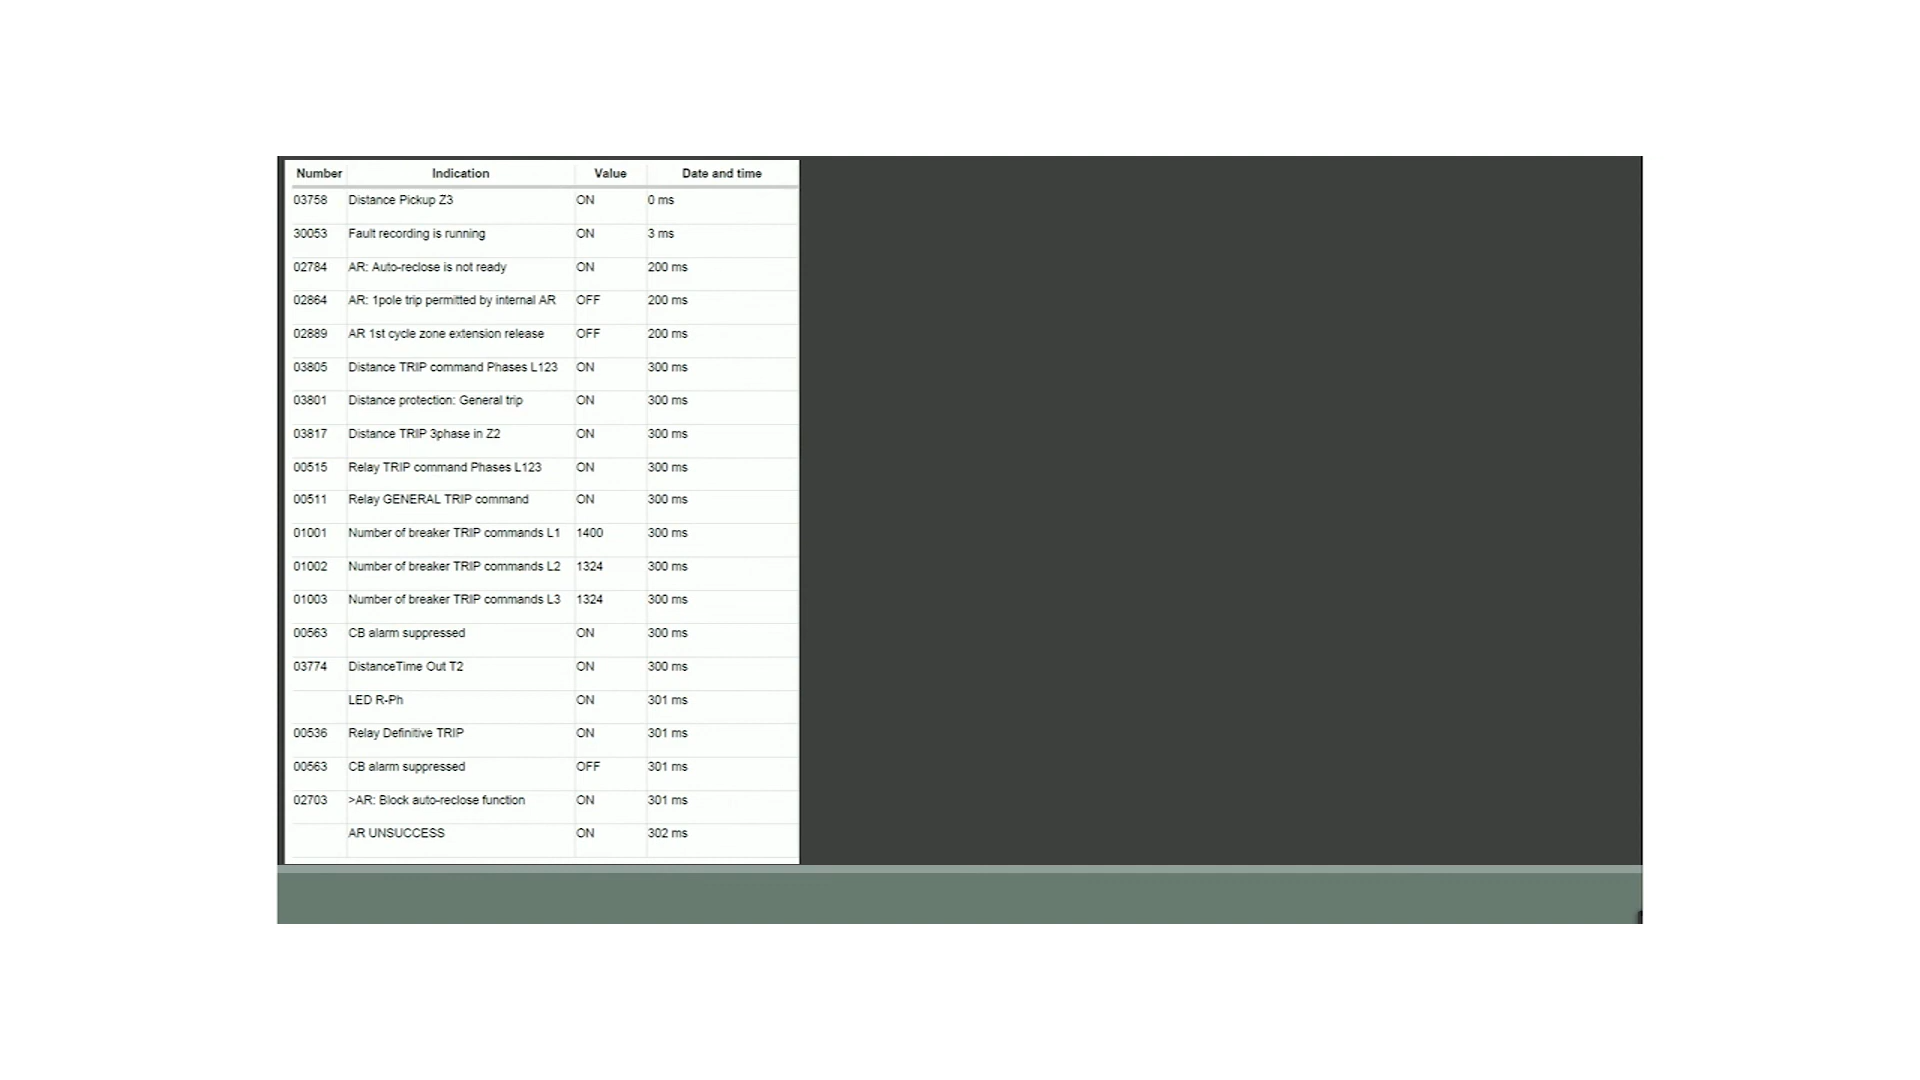 Number Indication Value Date and time
03758 Distance Pickup Z3 ON 0 ms
30053 Fault recording is running ON 3 ms
02784 AR: Auto-reclose is not ready ON 200 ms
02864 AR: 1pole trip permitted by internal AR OFF 200 ms
02889 AR 1st cycle zone extension release OFF 200 ms
03805 Distance TRIP command Phases L123 ON 300 ms
03801 Distance protection: General trip ON 300 ms
03817 Distance TRIP 3phase in Z2 ON 300 ms
00515 Relay TRIP command Phases L123 ON 300 ms
00511 Relay GENERAL TRIP command ON 300 ms
01001 Number of breaker TRIP commands L1 1400 300 ms
01002 Number of breaker TRIP commands L2 1324 300 ms
01003 Number of breaker TRIP commands L3 1324 300 ms
00563 CB alarm suppressed ON 300 ms
03774 DistanceTime Out T2 ON 300 ms
LED R-Ph ON 301 ms
00536 Relay Definitive TRIP ON 301 ms
00563 CB alarm suppressed OFF 301 ms
02703 >AR: Block auto-reclose function ON 301 ms
AR UNSUCCESS ON 302 ms